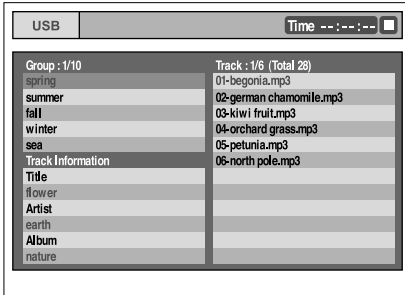 USB
Time --:--:--
Group : 1/10
spring
summer
fall
winter
sea
Track Information
Title
flower
Artist
earth
Album
nature
Track : 1/6 (Total 28)
01-begonia.mp3
02-german chamomile.mp3
03-kiwi fruit.mp3
04-orchard grass.mp3
05-petunia.mp3
06-north pole.mp3